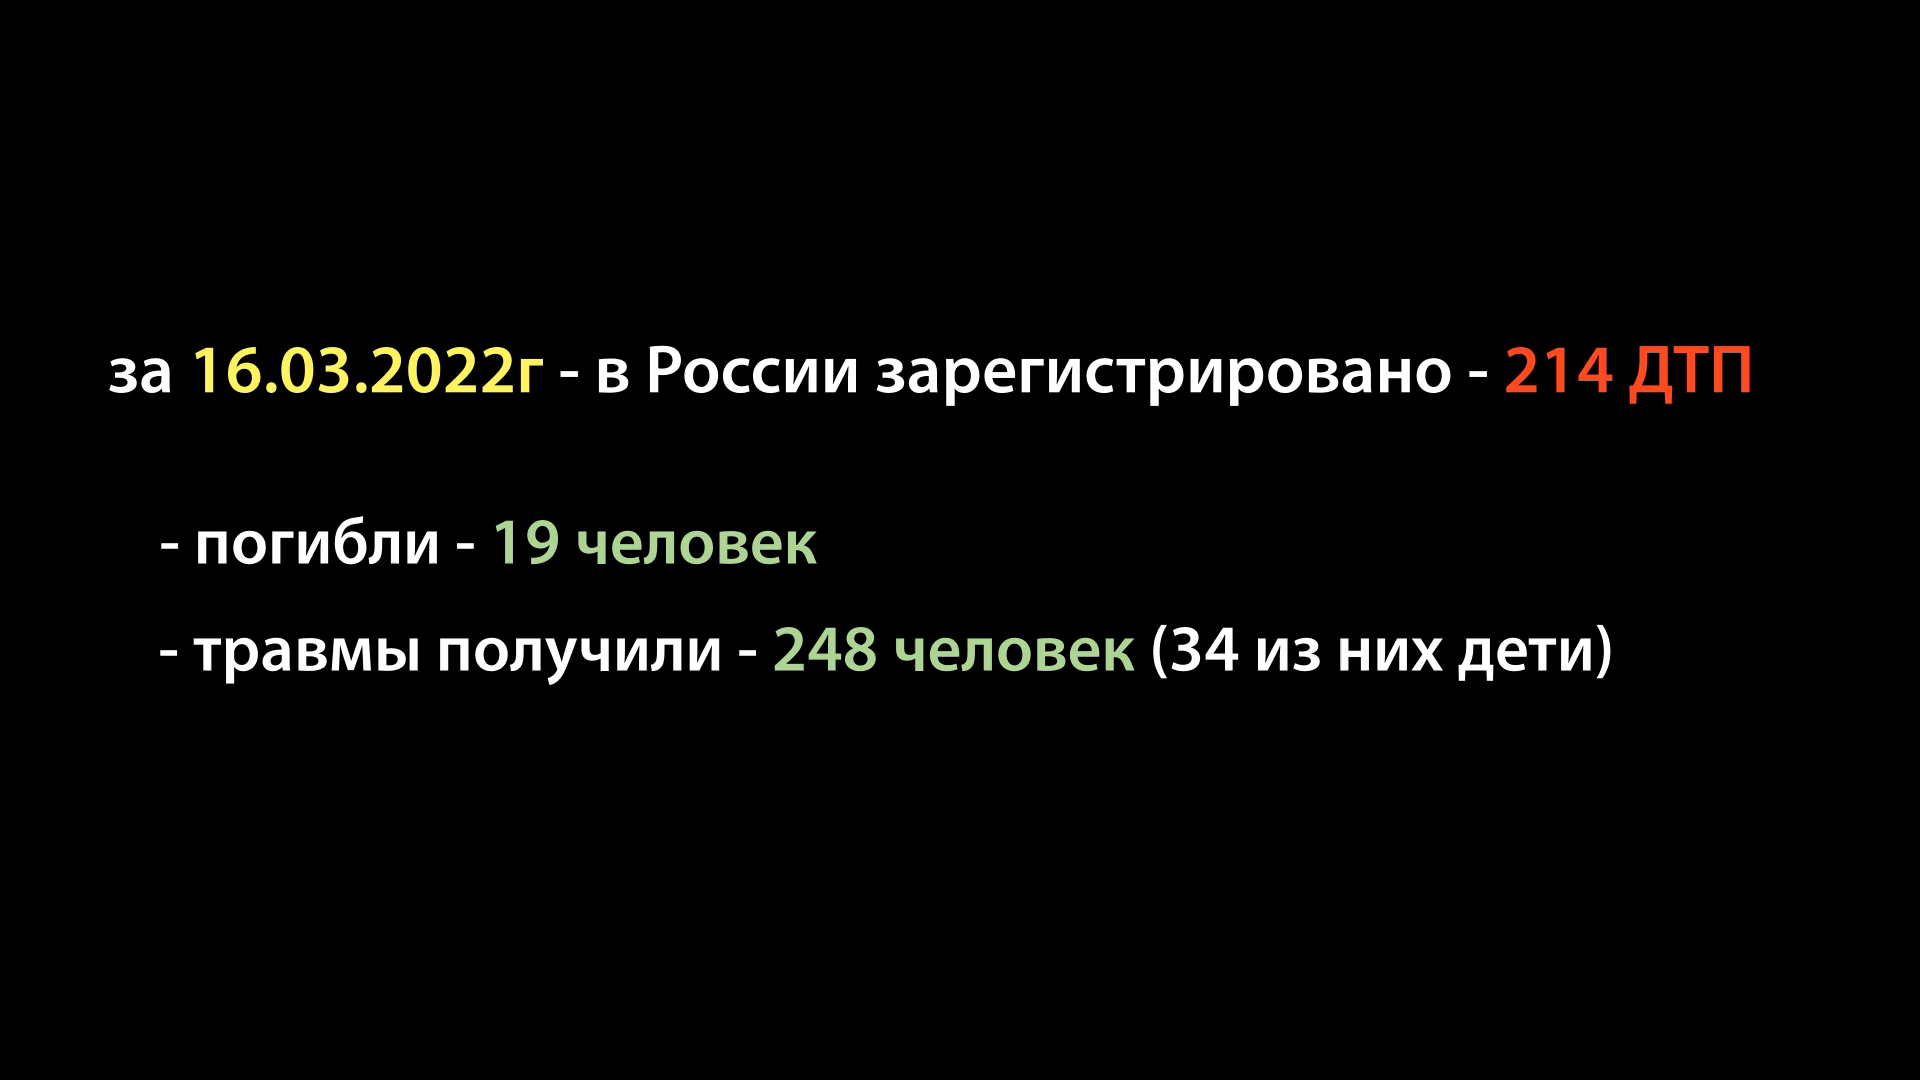 за 16.03.2022г - в России зарегистрировано - 214 ДТП
- погибли - 19 человек
- травмы получили - 248 человек (34 из них дети)